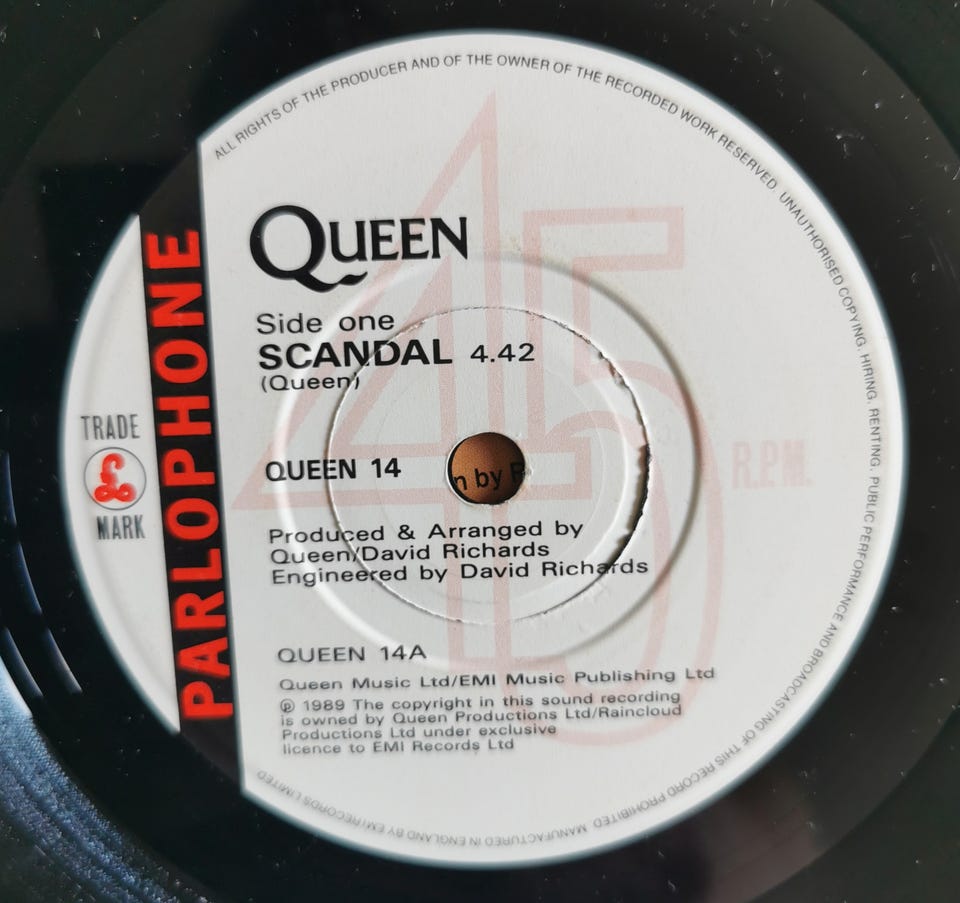 ALL RIGHTS OF THE PRODUCER AND OF THE OWNER OF THE RECORDED WORK RESERVED. UNAUTHORISED COPYING, HIRING, RENTING, PUBLIC PERFORMANCE AND BROADCASTING OF THIS RECORD PROHIBITED. MANUFACTURED IN ENGLAND BY EMI RECORDS LIMITED
PARLOPHONE
TRADE
MARK
QUEEN
Side one
SCANDAL 4.42
(Queen)
45
R.P.M.
QUEEN 14
n by R
Produced & Arranged by
Queen/David Richards
Engineered by David Richards
QUEEN 14A
Queen Music Ltd/EMI Music Publishing Ltd
℗ 1989 The copyright in this sound recording
is owned by Queen Productions Ltd/Raincloud
Productions Ltd under exclusive
licence to EMI Records Ltd